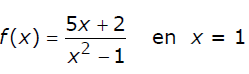 f(x) = (5x + 2)/(x² − 1) en x = 1